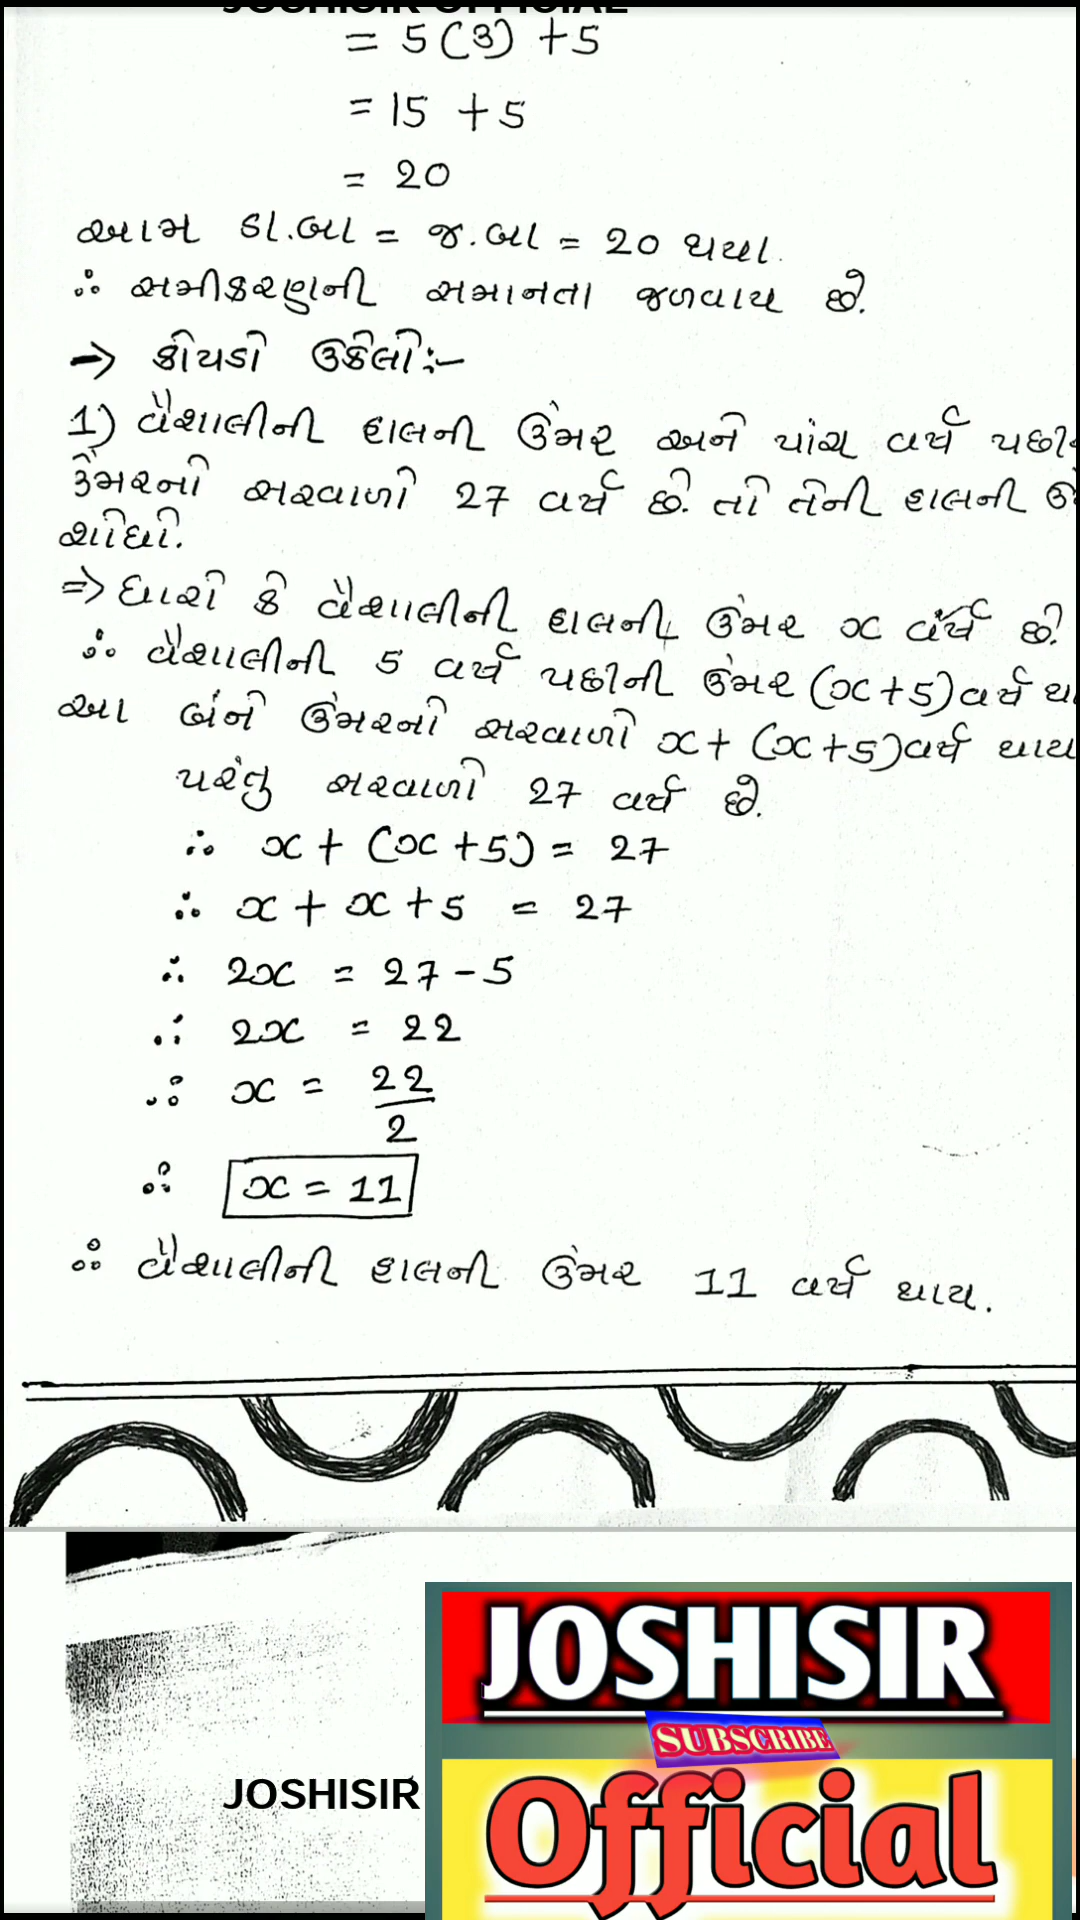 JOSHISIR OFFICIAL
= 5(3) + 5
= 15 + 5
= 20
આમ ડા.બા = જ.બા = 20 થયા.
∴ સમીકરણની સમાનતા જળવાય છે.
→ કોયડો ઉકેલો:-
1) વૈશાલીની હાલની ઉંમર અને પાંચ વર્ષ પછીન
ઉંમરનો સરવાળો 27 વર્ષ છે. તો તેની હાલની ઉં
શોધો.
⇒ ધારો કે વૈશાલીની હાલની ઉંમર x વર્ષ છે.
∴ વૈશાલીની 5 વર્ષ પછીની ઉંમર (x+5) વર્ષ થા
આ બંને ઉંમરનો સરવાળો x + (x+5) વર્ષ થાય
પરંતુ સરવાળો 27 વર્ષ છે.
∴ x + (x + 5) = 27
∴ x + x + 5 = 27
∴ 2x = 27 - 5
∴ 2x = 22
∴ x = 22/2
∴ x = 11
∴ વૈશાલીની હાલની ઉંમર 11 વર્ષ થાય.
JOSHISIR
SUBSCRIBE
JOSHISIR
Official